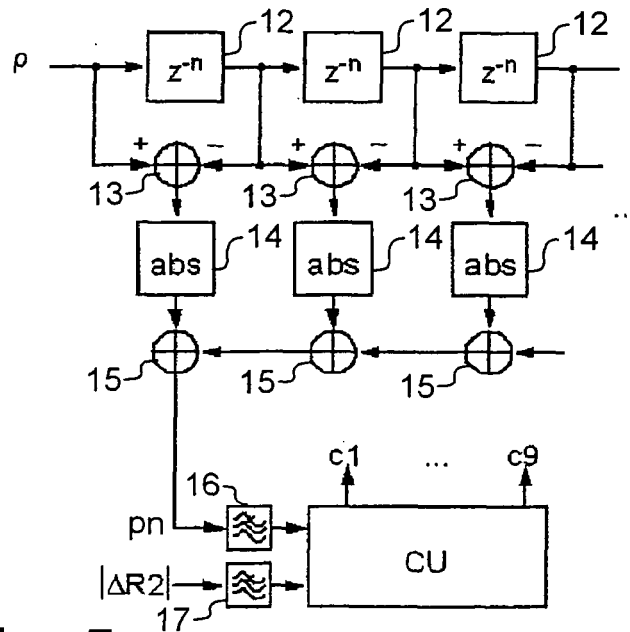 12 12 12
ρ z⁻ⁿ z⁻ⁿ z⁻ⁿ
+ − + − + −
13 13 13
14 14 14
..
abs abs abs
15 15 15
c1 ... c9
16
pn
CU
|ΔR2|
17